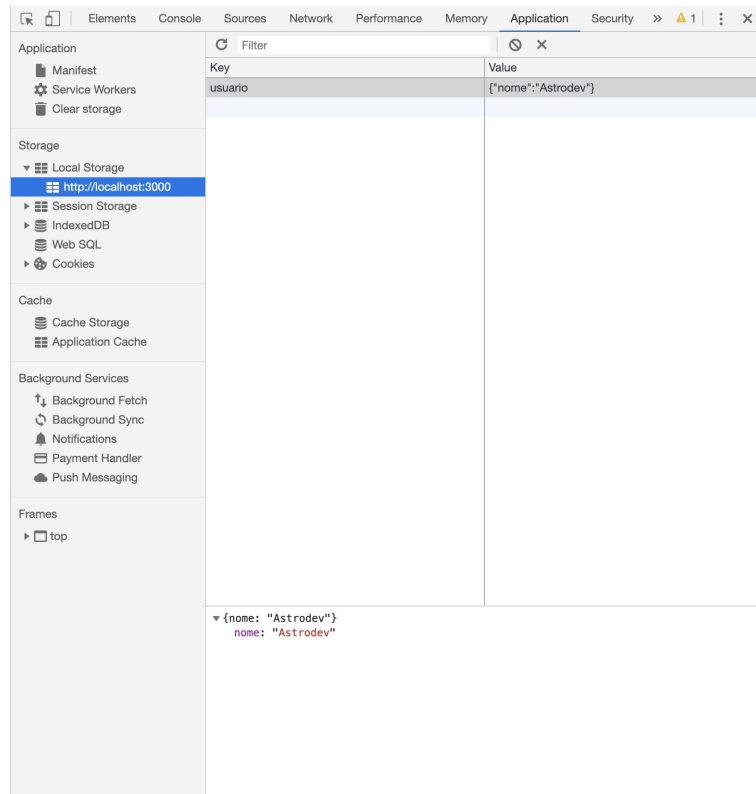 Elements Console Sources Network Performance Memory Application Security » 1
Application
Manifest
Service Workers
Clear storage
Storage
Local Storage
http://localhost:3000
Session Storage
IndexedDB
Web SQL
Cookies
Cache
Cache Storage
Application Cache
Background Services
Background Fetch
Background Sync
Notifications
Payment Handler
Push Messaging
Frames
top
Filter
Key Value
usuario {"nome":"Astrodev"}
{nome: "Astrodev"}
nome: "Astrodev"